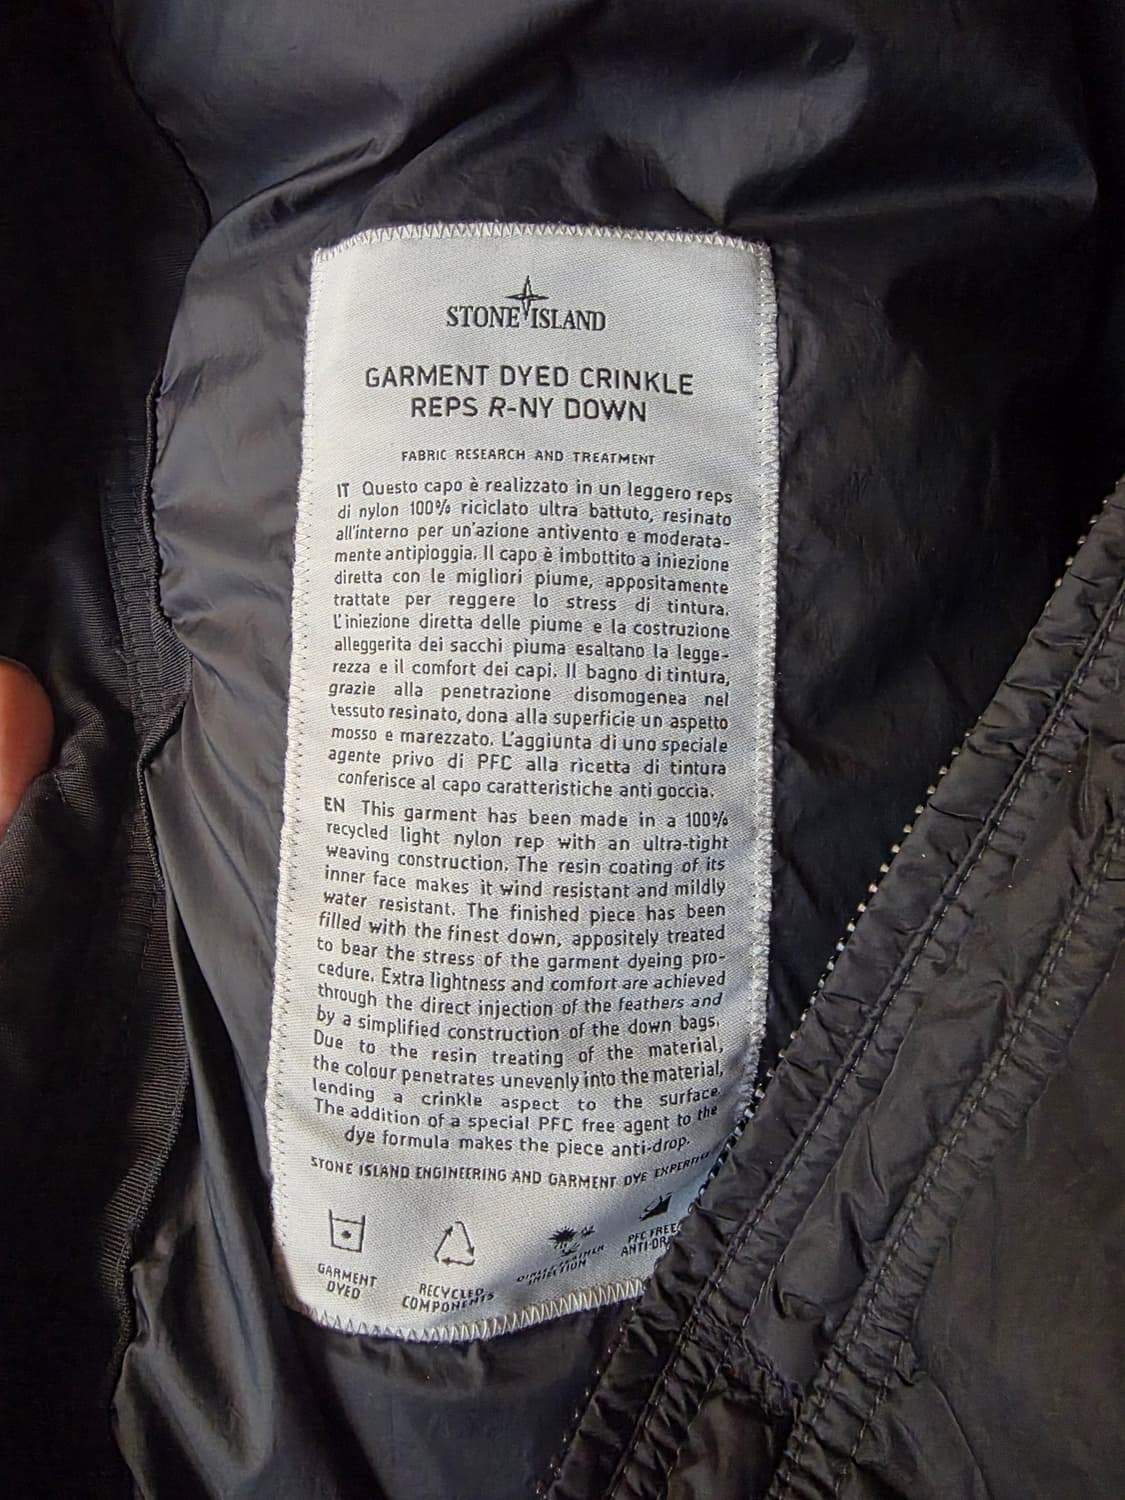 STONE ISLAND
GARMENT DYED CRINKLE
REPS R-NY DOWN
FABRIC RESEARCH AND TREATMENT
IT Questo capo è realizzato in un leggero reps
di nylon 100% riciclato ultra battuto, resinato
all'interno per un'azione antivento e moderata-
mente antipioggia. Il capo è imbottito a iniezione
diretta con le migliori piume, appositamente
trattate per reggere lo stress di tintura.
L'iniezione diretta delle piume e la costruzione
alleggerita dei sacchi piuma esaltano la legge-
rezza e il comfort dei capi. Il bagno di tintura,
grazie alla penetrazione disomogenea nel
tessuto resinato, dona alla superficie un aspetto
mosso e marezzato. L'aggiunta di uno speciale
agente privo di PFC alla ricetta di tintura
conferisce al capo caratteristiche anti goccia.
EN This garment has been made in a 100%
recycled light nylon rep with an ultra-tight
weaving construction. The resin coating of its
inner face makes it wind resistant and mildly
water resistant. The finished piece has been
filled with the finest down, appositely treated
to bear the stress of the garment dyeing pro-
cedure. Extra lightness and comfort are achieved
through the direct injection of the feathers and
by a simplified construction of the down bags.
Due to the resin treating of the material,
the colour penetrates unevenly into the material,
lending a crinkle aspect to the surface.
The addition of a special PFC free agent to the
dye formula makes the piece anti-drop.
STONE ISLAND ENGINEERING AND GARMENT DYE
GARMENT
DYED
RECYCLED
COMPONENTS
DIRECT FEATHER
INJECTION
PFC FREE